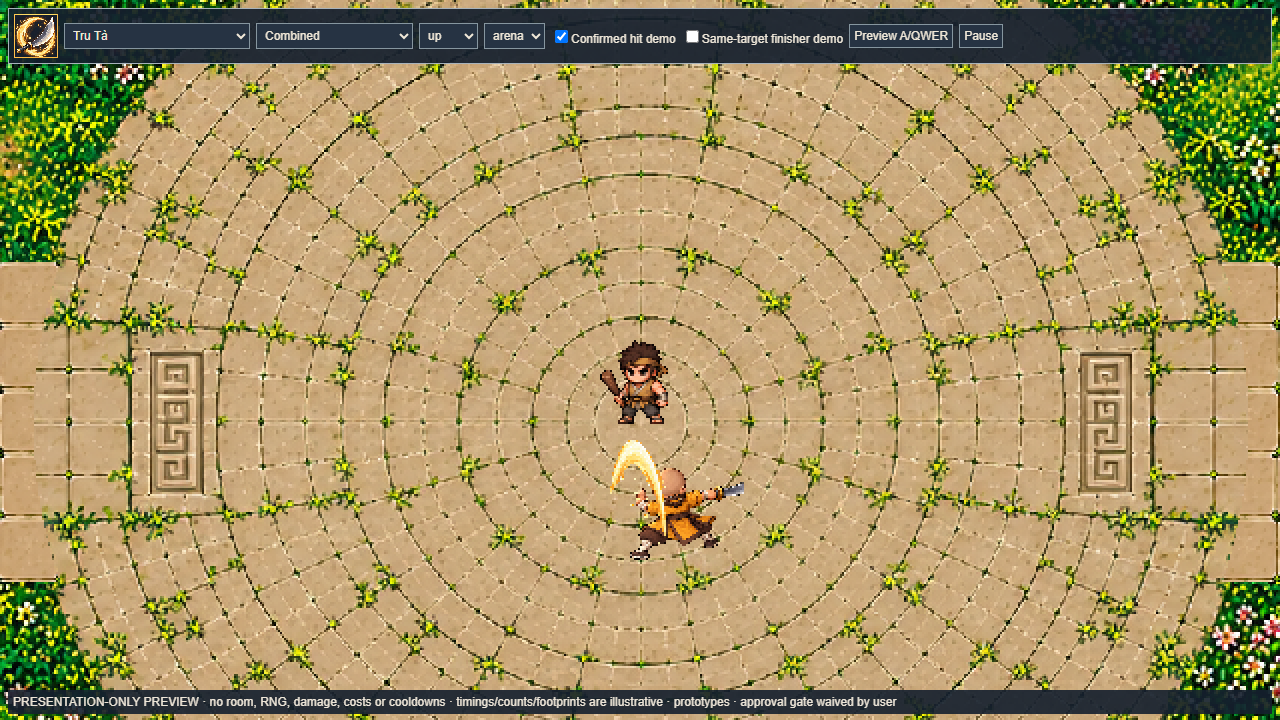 Tru Tà Combined up arena Confirmed hit demo Same-target finisher demo Preview A/QWER Pause
PRESENTATION-ONLY PREVIEW · no room, RNG, damage, costs or cooldowns · timings/counts/footprints are illustrative · prototypes · approval gate waived by user